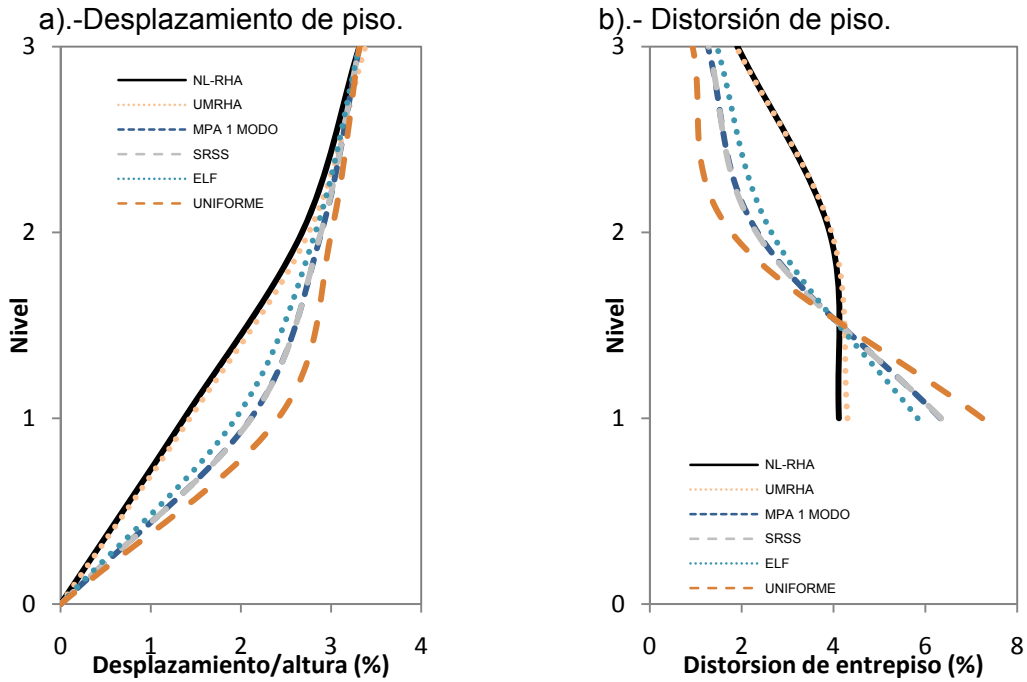 a).-Desplazamiento de piso.
3
2
1
0
Nivel
NL-RHA
UMRHA
MPA 1 MODO
SRSS
ELF
UNIFORME
0 1 2 3 4
Desplazamiento/altura (%)
b).- Distorsión de piso.
3
2
1
0
Nivel
NL-RHA
UMRHA
MPA 1 MODO
SRSS
ELF
UNIFORME
0 2 4 6 8
Distorsion de entrepiso (%)